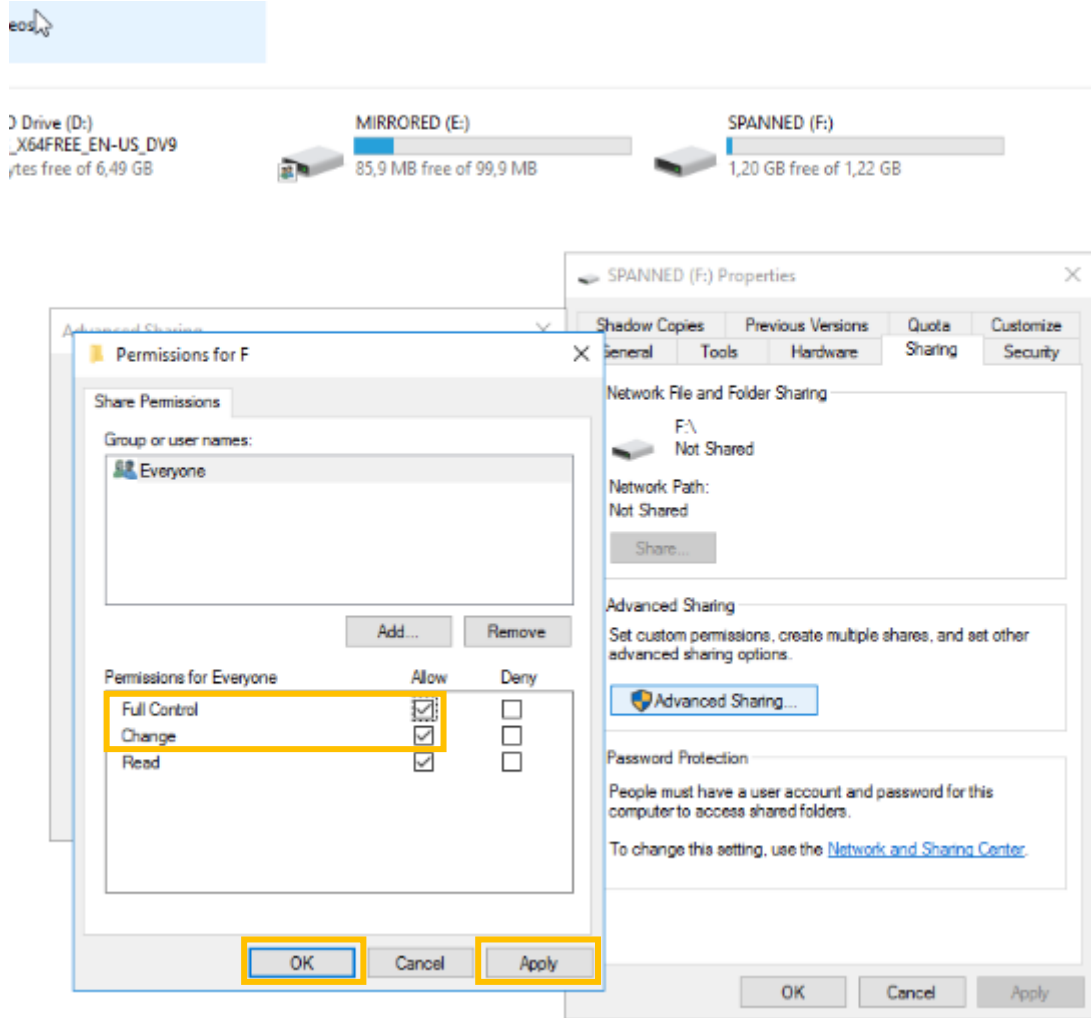 eos
D Drive (D:)
_X64FREE_EN-US_DV9
ytes free of 6,49 GB
MIRRORED (E:)
85,9 MB free of 99,9 MB
SPANNED (F:)
1,20 GB free of 1,22 GB
SPANNED (F:) Properties
Shadow Copies Previous Versions Quota Customize
General Tools Hardware Sharing Security
Network File and Folder Sharing
F:\
Not Shared
Network Path:
Not Shared
Share...
Advanced Sharing
Set custom permissions, create multiple shares, and set other
advanced sharing options.
Advanced Sharing...
Password Protection
People must have a user account and password for this
computer to access shared folders.
To change this setting, use the Network and Sharing Center.
OK Cancel Apply
Advanced Sharing
Permissions for F
Share Permissions
Group or user names:
Everyone
Add... Remove
Permissions for Everyone Allow Deny
Full Control
Change
Read
OK Cancel Apply